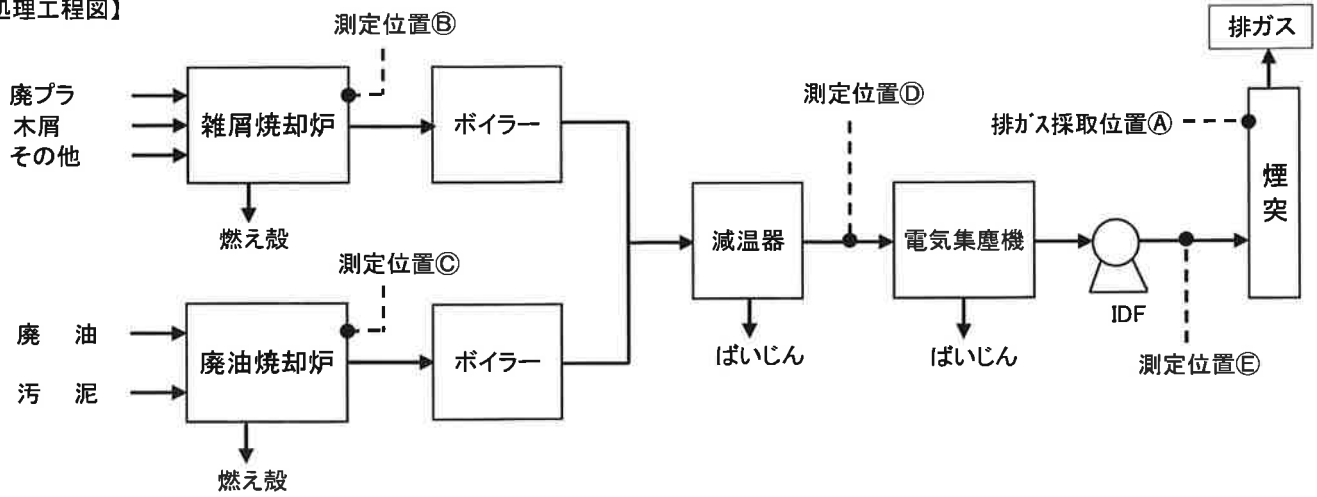 処理工程図】
測定位置Ⓑ
廃プラ
木屑
その他
雑屑焼却炉
ボイラー
燃え殻
測定位置Ⓒ
廃 油
汚 泥
廃油焼却炉
ボイラー
燃え殻
減温器
ばいじん
測定位置Ⓓ
電気集塵機
ばいじん
IDF
測定位置Ⓔ
排ガス採取位置Ⓐ
煙突
排ガス